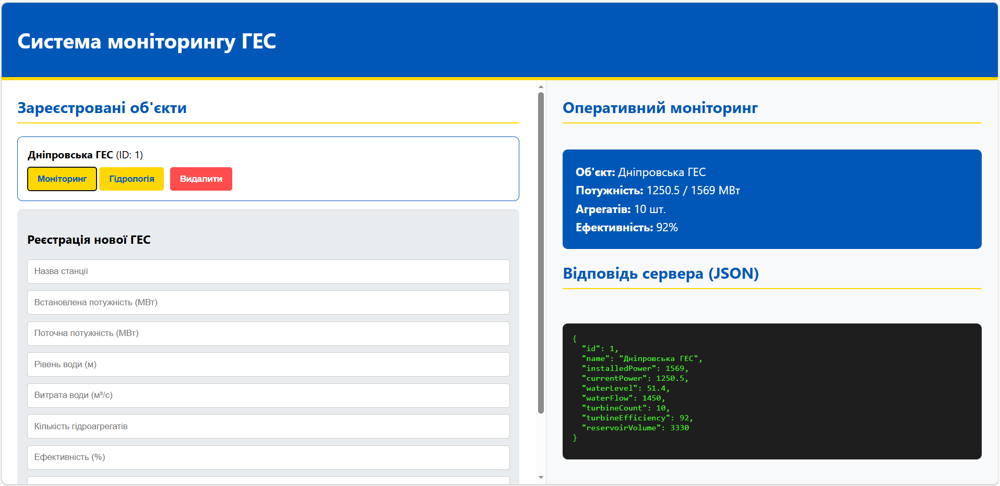 Система моніторингу ГЕС
Зареєстровані об'єкти
Дніпровська ГЕС (ID: 1)
Моніторинг Гідрологія Видалити
Реєстрація нової ГЕС
Назва станції
Встановлена потужність (МВт)
Поточна потужність (МВт)
Рівень води (м)
Витрата води (м³/с)
Кількість гідроагрегатів
Ефективність (%)
Оперативний моніторинг
Об'єкт: Дніпровська ГЕС
Потужність: 1250.5 / 1569 МВт
Агрегатів: 10 шт.
Ефективність: 92%
Відповідь сервера (JSON)
{
  "id": 1,
  "name": "Дніпровська ГЕС",
  "installedPower": 1569,
  "currentPower": 1250.5,
  "waterLevel": 51.4,
  "waterFlow": 1450,
  "turbineCount": 10,
  "turbineEfficiency": 92,
  "reservoirVolume": 3330
}